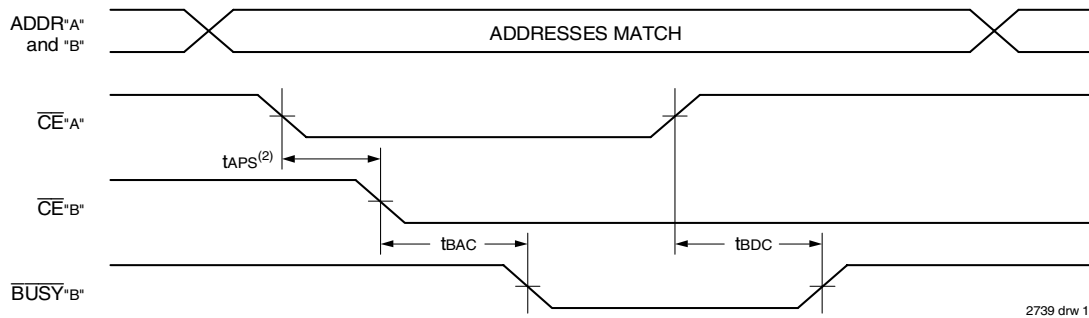 ADDR"A"
and "B"
ADDRESSES MATCH
CE"A"
tAPS(2)
CE"B"
tBAC
tBDC
BUSY"B"
2739 drw 1